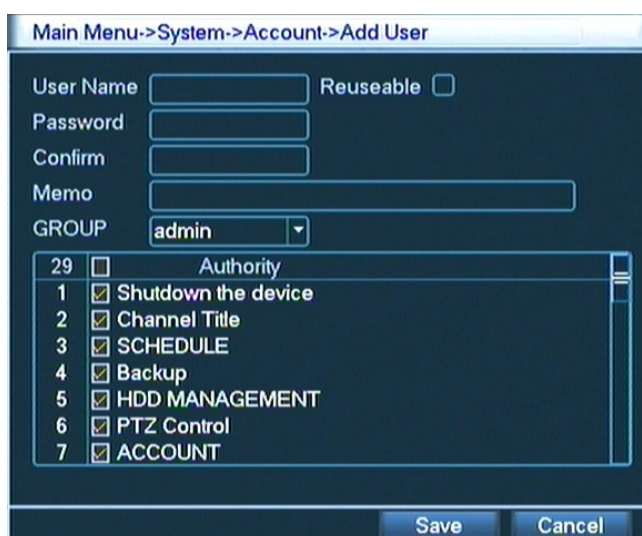 Main Menu->System->Account->Add User
User Name Reuseable
Password
Confirm
Memo
GROUP admin
29 Authority
1 Shutdown the device
2 Channel Title
3 SCHEDULE
4 Backup
5 HDD MANAGEMENT
6 PTZ Control
7 ACCOUNT
Save Cancel